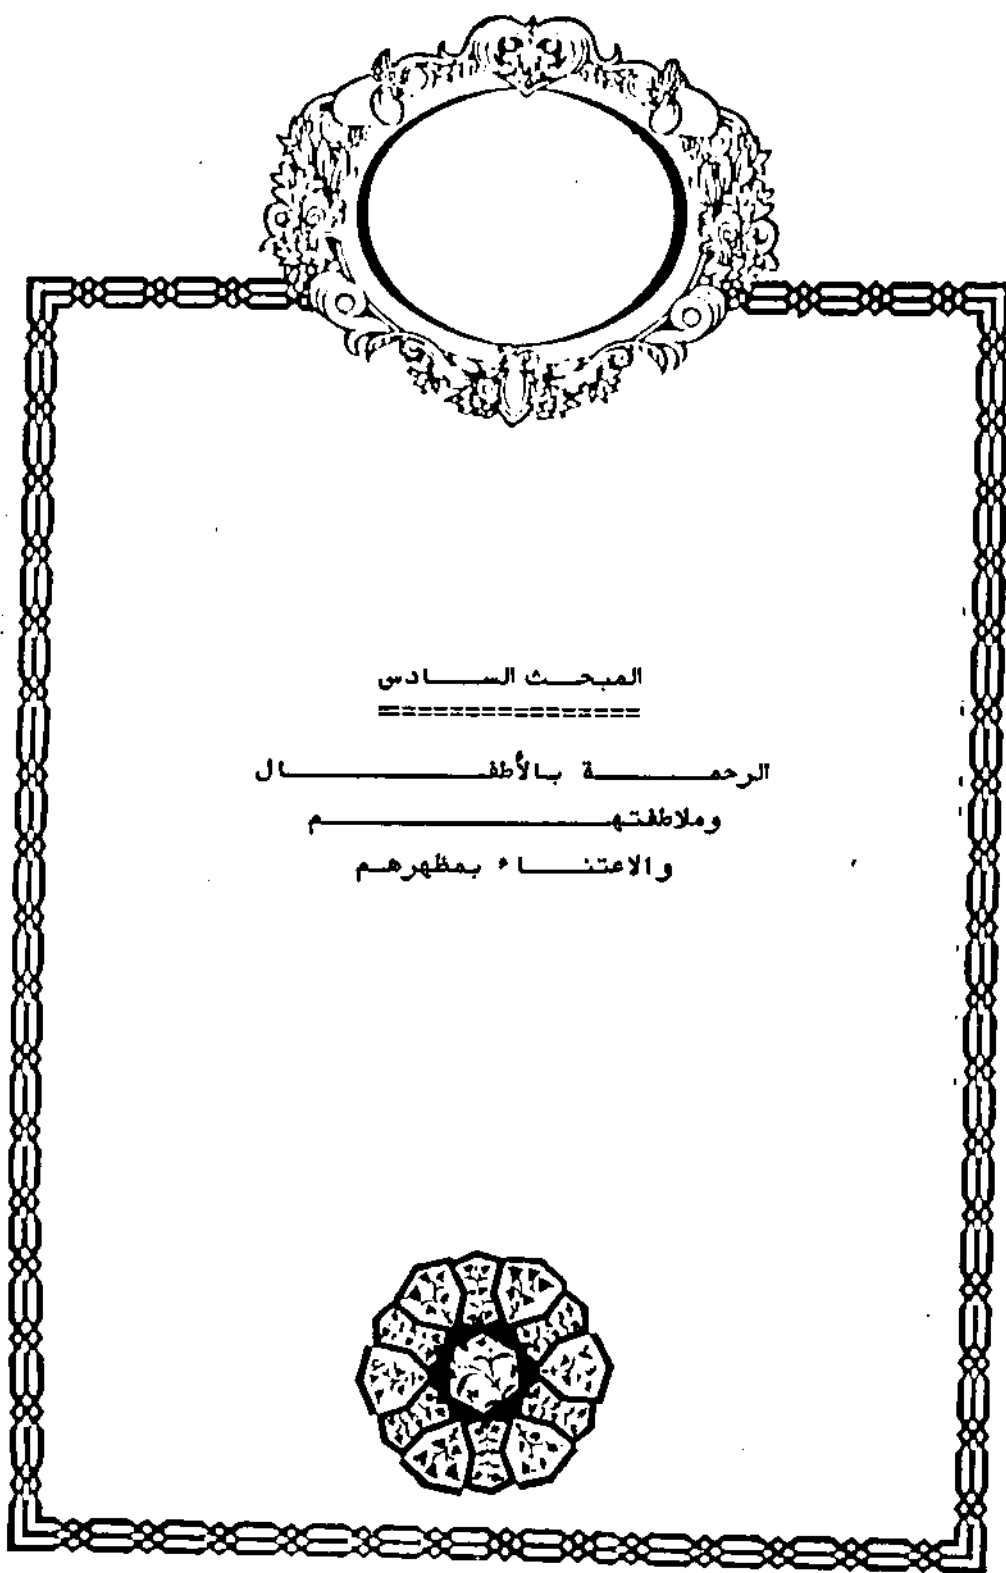 المبحث السادس
الرحمة بالأطفال
وملاطفتهم
والاعتناء بمظهرهم